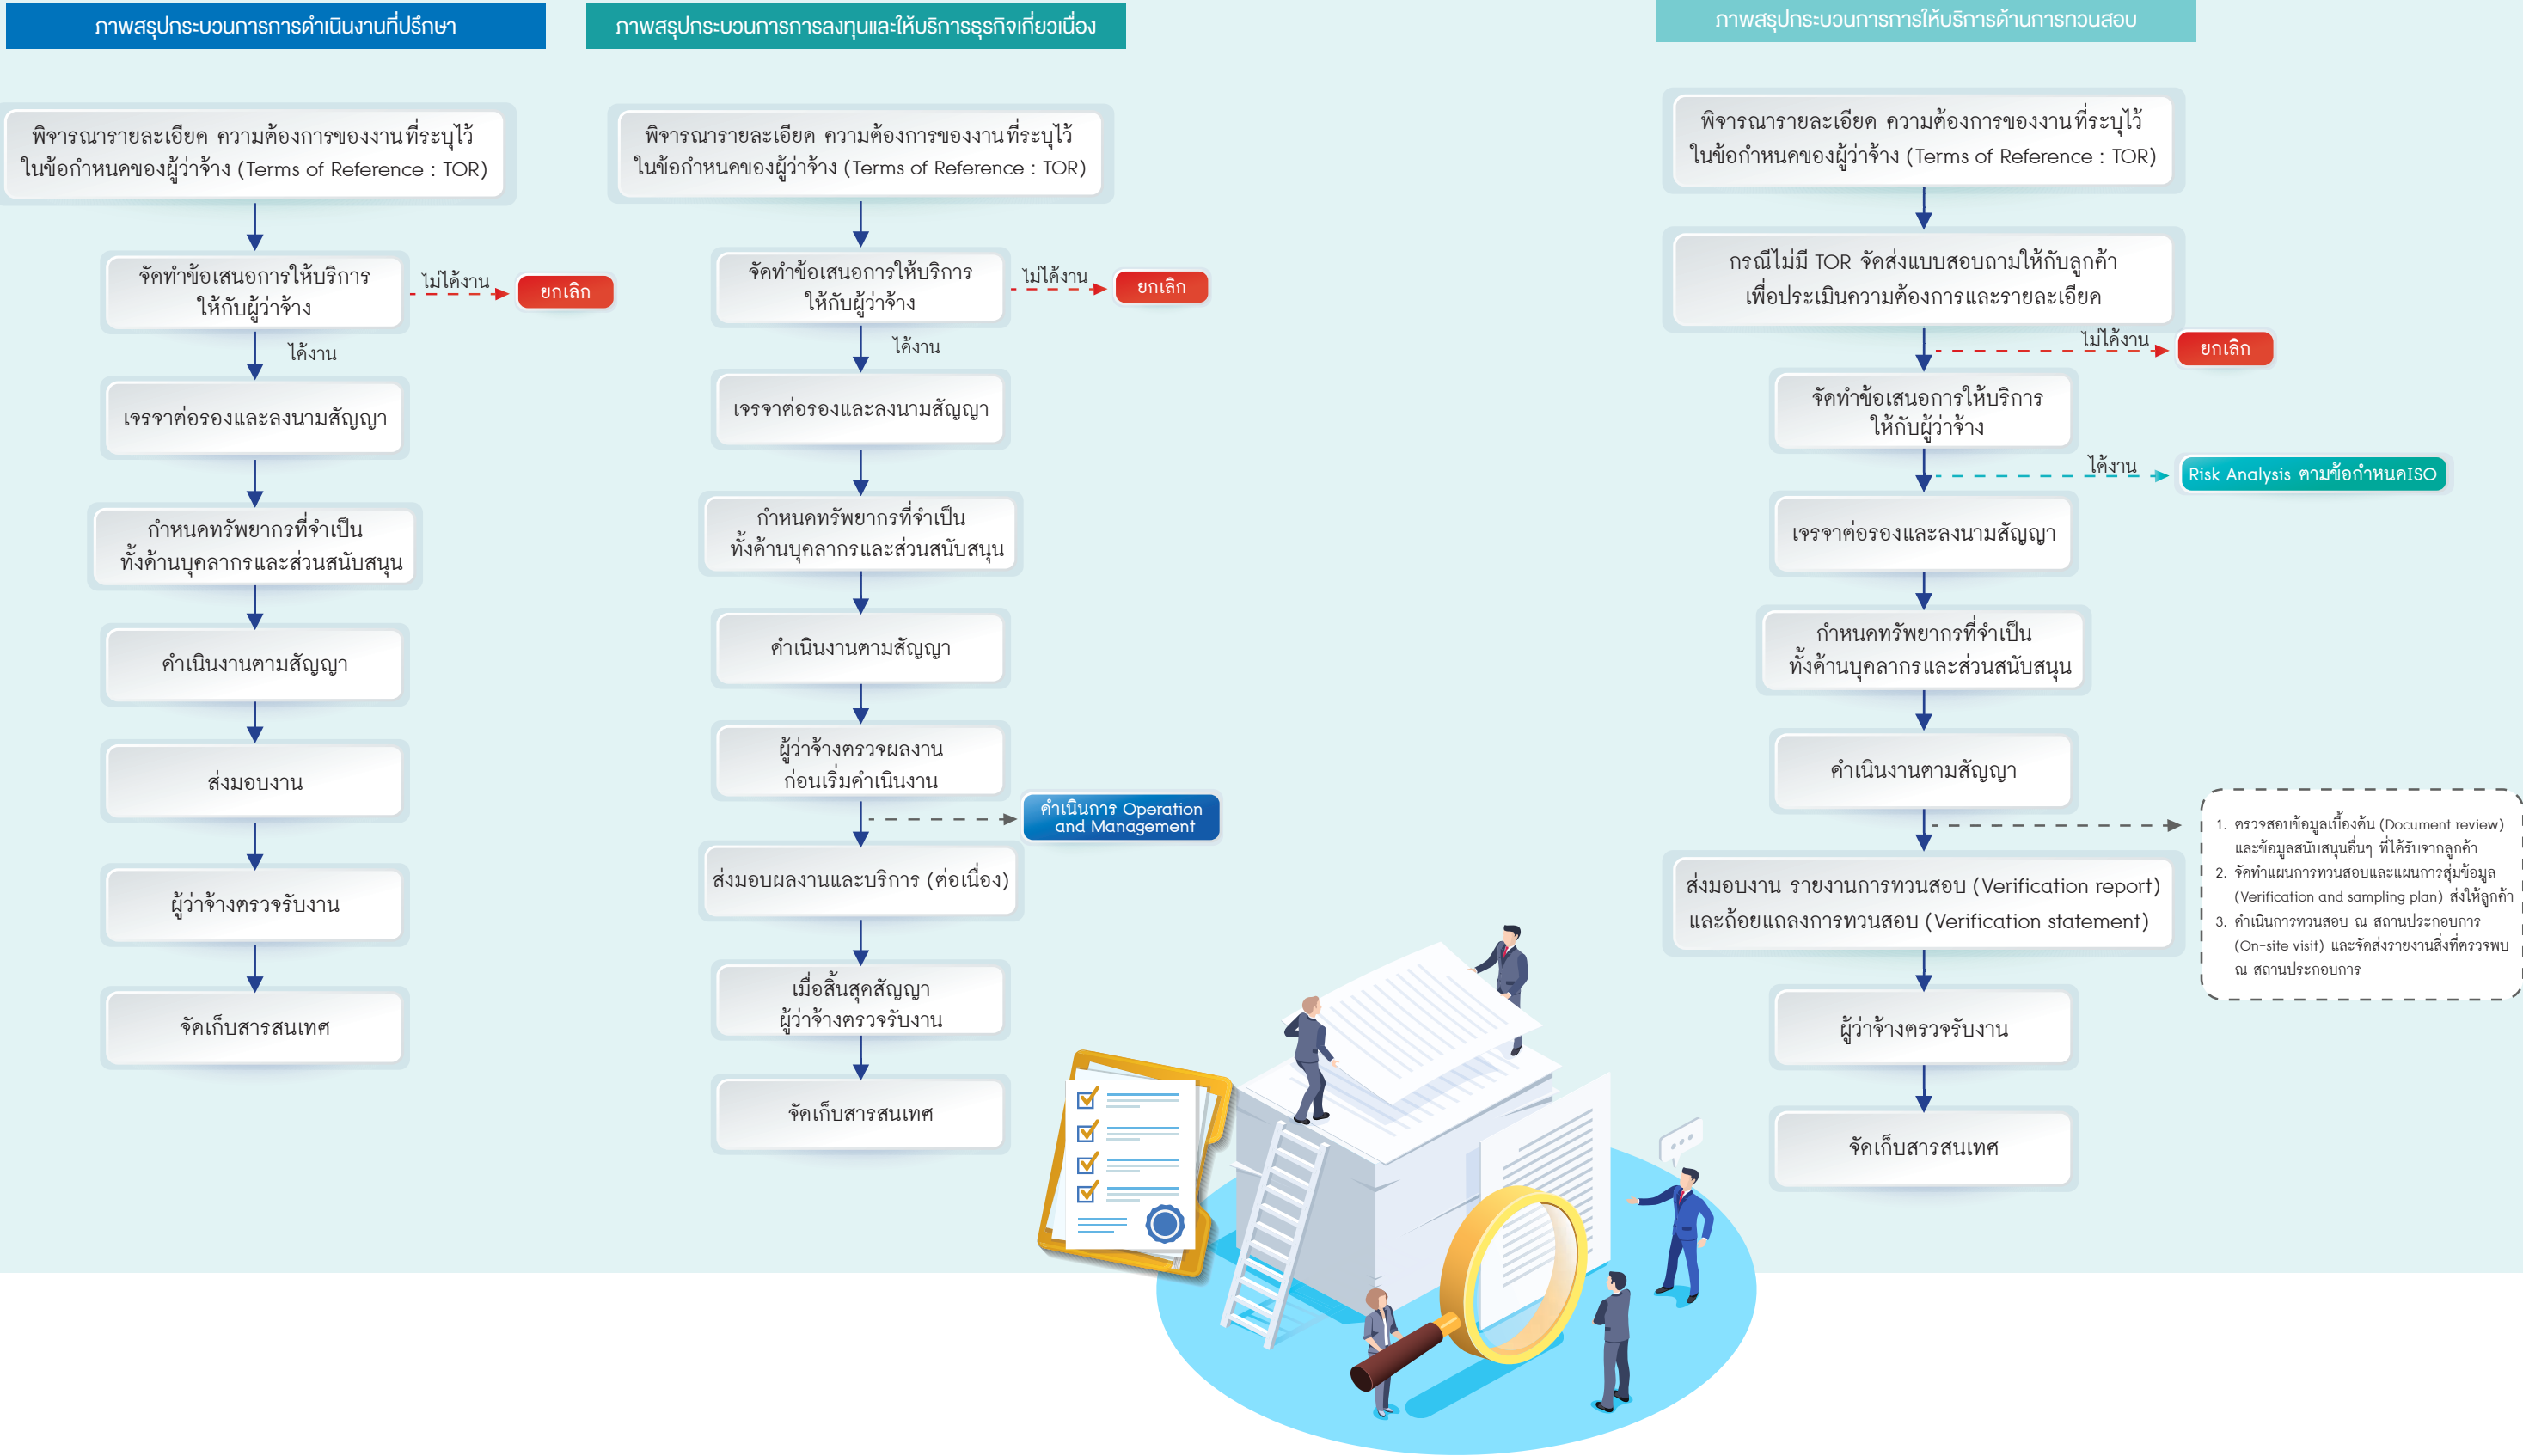 ภาพสรุปกระบวนการการดำเนินงานที่ปรึกษา
พิจารณารายละเอียด ความต้องการของงานที่ระบุไว้
ในข้อกำหนดของผู้ว่าจ้าง (Terms of Reference : TOR)
จัดทำข้อเสนอการให้บริการ
ให้กับผู้ว่าจ้าง
ไม่ได้งาน
ยกเลิก
ได้งาน
เจรจาต่อรองและลงนามสัญญา
กำหนดทรัพยากรที่จำเป็น
ทั้งด้านบุคลากรและส่วนสนับสนุน
ดำเนินงานตามสัญญา
ส่งมอบงาน
ผู้ว่าจ้างตรวจรับงาน
จัดเก็บสารสนเทศ
ภาพสรุปกระบวนการการลงทุนและให้บริการธุรกิจเกี่ยวเนื่อง
พิจารณารายละเอียด ความต้องการของงานที่ระบุไว้
ในข้อกำหนดของผู้ว่าจ้าง (Terms of Reference : TOR)
จัดทำข้อเสนอการให้บริการ
ให้กับผู้ว่าจ้าง
ไม่ได้งาน
ยกเลิก
ได้งาน
เจรจาต่อรองและลงนามสัญญา
กำหนดทรัพยากรที่จำเป็น
ทั้งด้านบุคลากรและส่วนสนับสนุน
ดำเนินงานตามสัญญา
ผู้ว่าจ้างตรวจผลงาน
ก่อนเริ่มดำเนินงาน
ดำเนินการ Operation
and Management
ส่งมอบผลงานและบริการ (ต่อเนื่อง)
เมื่อสิ้นสุดสัญญา
ผู้ว่าจ้างตรวจรับงาน
จัดเก็บสารสนเทศ
ภาพสรุปกระบวนการการให้บริการด้านการทวนสอบ
พิจารณารายละเอียด ความต้องการของงานที่ระบุไว้
ในข้อกำหนดของผู้ว่าจ้าง (Terms of Reference : TOR)
กรณีไม่มี TOR จัดส่งแบบสอบถามให้กับลูกค้า
เพื่อประเมินความต้องการและรายละเอียด
ไม่ได้งาน
ยกเลิก
จัดทำข้อเสนอการให้บริการ
ให้กับผู้ว่าจ้าง
ได้งาน
Risk Analysis ตามข้อกำหนดISO
เจรจาต่อรองและลงนามสัญญา
กำหนดทรัพยากรที่จำเป็น
ทั้งด้านบุคลากรและส่วนสนับสนุน
ดำเนินงานตามสัญญา
1. ตรวจสอบข้อมูลเบื้องต้น (Document review)
และข้อมูลสนับสนุนอื่นๆ ที่ได้รับจากลูกค้า
2. จัดทำแผนการทวนสอบและแผนการสุ่มข้อมูล
(Verification and sampling plan) ส่งให้ลูกค้า
3. ดำเนินการทวนสอบ ณ สถานประกอบการ
(On-site visit) และจัดส่งรายงานสิ่งที่ตรวจพบ
ณ สถานประกอบการ
ส่งมอบงาน รายงานการทวนสอบ (Verification report)
และถ้อยแถลงการทวนสอบ (Verification statement)
ผู้ว่าจ้างตรวจรับงาน
จัดเก็บสารสนเทศ